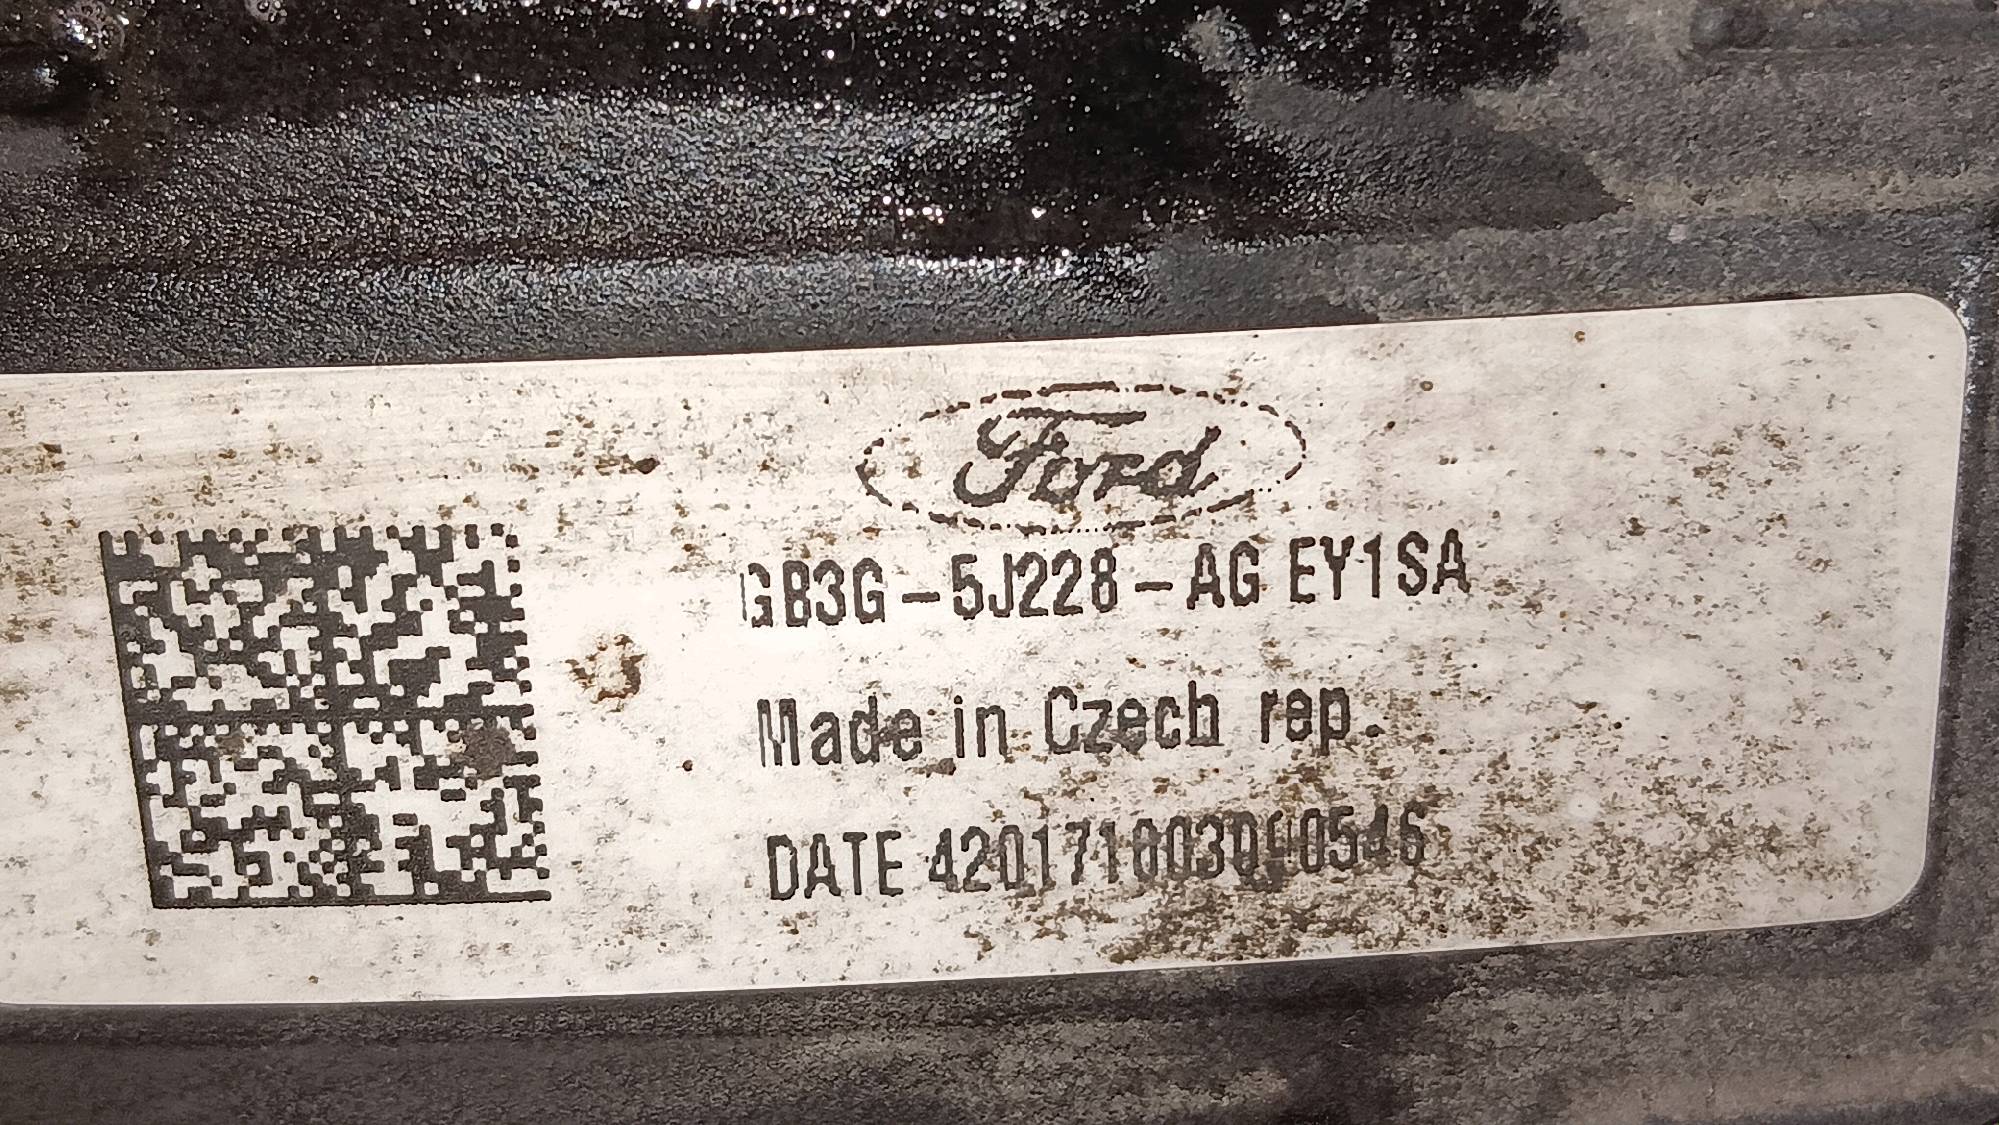 Ford
GB3G-5J228-AG EY1SA
Made in Czech rep.
DATE